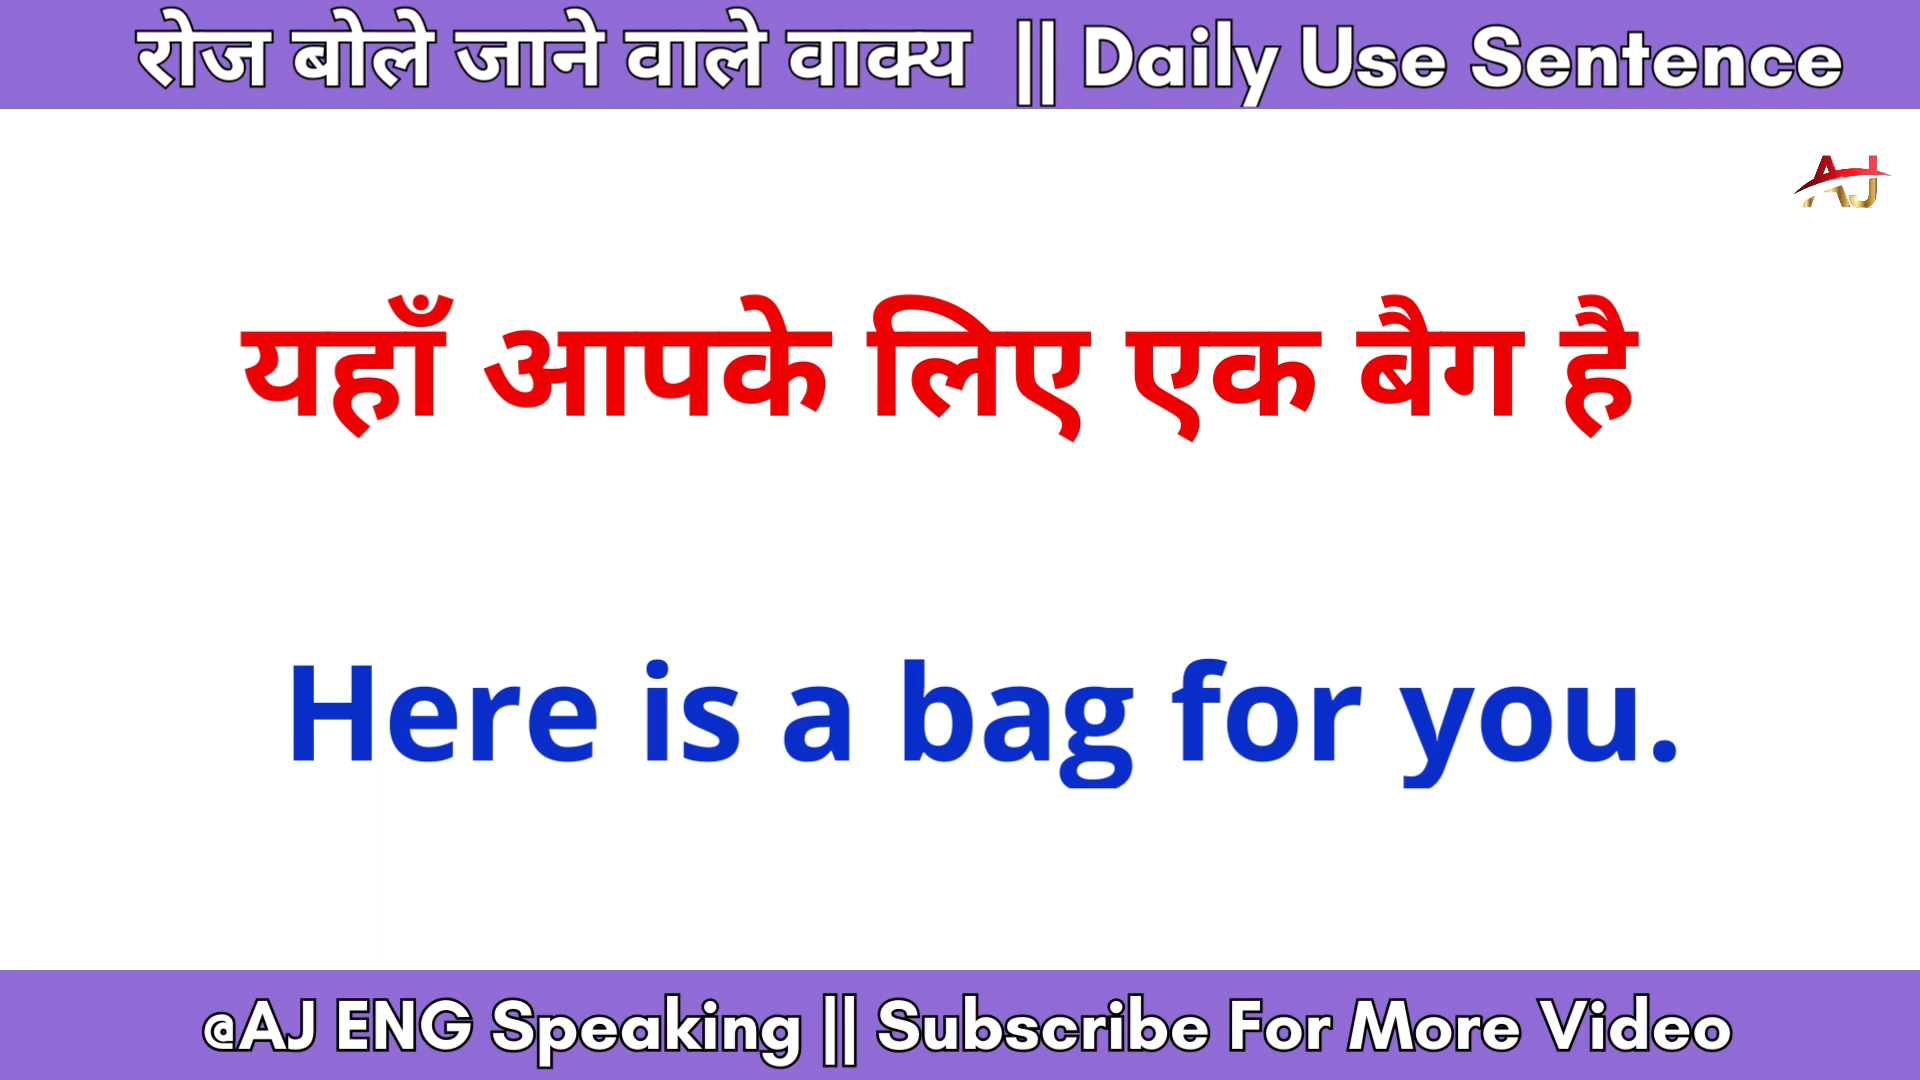 रोज बोले जाने वाले वाक्य || Daily Use Sentence
AJ
यहाँ आपके लिए एक बैग है
Here is a bag for you.
@AJ ENG Speaking || Subscribe For More Video